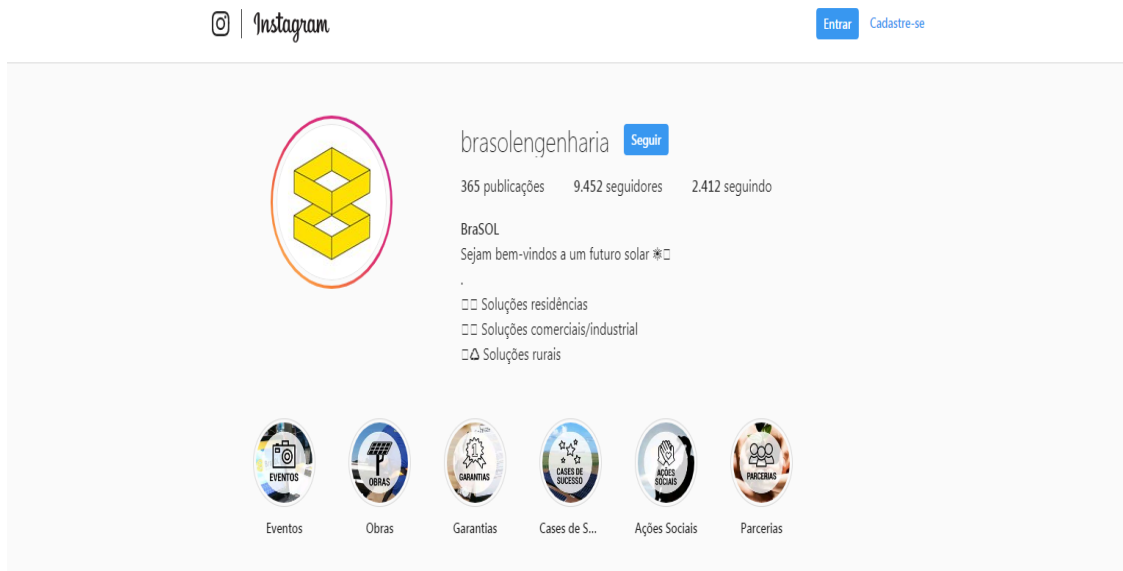 Instagram
Entrar
Cadastre-se
brasolengenharia
Seguir
365 publicações 9.452 seguidores 2.412 seguindo
BraSOL
Sejam bem-vindos a um futuro solar ☀□
.
□□ Soluções residências
□□ Soluções comerciais/industrial
□♺ Soluções rurais
EVENTOS
OBRAS
1
GARANTIAS
CASES DE
SUCESSO
AÇÕES
SOCIAIS
PARCERIAS
Eventos
Obras
Garantias
Cases de S...
Ações Sociais
Parcerias